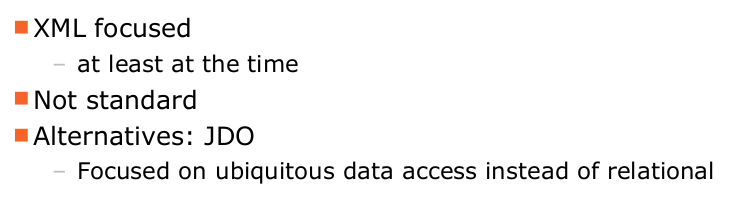 XML focused
– at least at the time
Not standard
Alternatives: JDO
– Focused on ubiquitous data access instead of relational